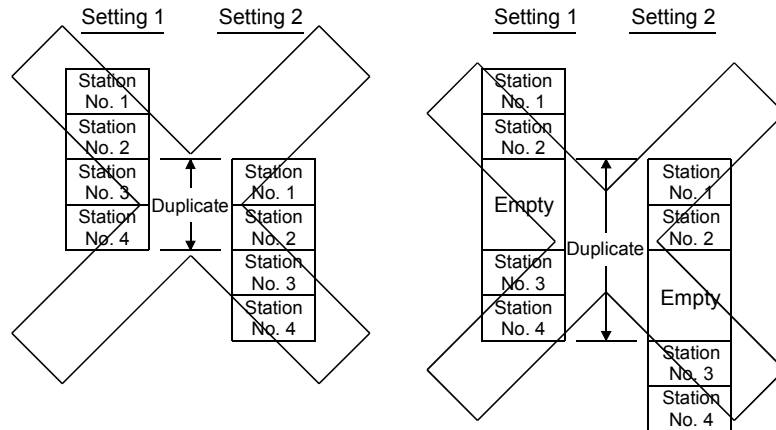 Setting 1
Setting 2
Station
No. 1
Station
No. 2
Station
No. 3
Station
No. 4
Duplicate
Station
No. 1
Station
No. 2
Station
No. 3
Station
No. 4
Setting 1
Setting 2
Station
No. 1
Station
No. 2
Empty
Station
No. 3
Station
No. 4
Duplicate
Station
No. 1
Station
No. 2
Empty
Station
No. 3
Station
No. 4